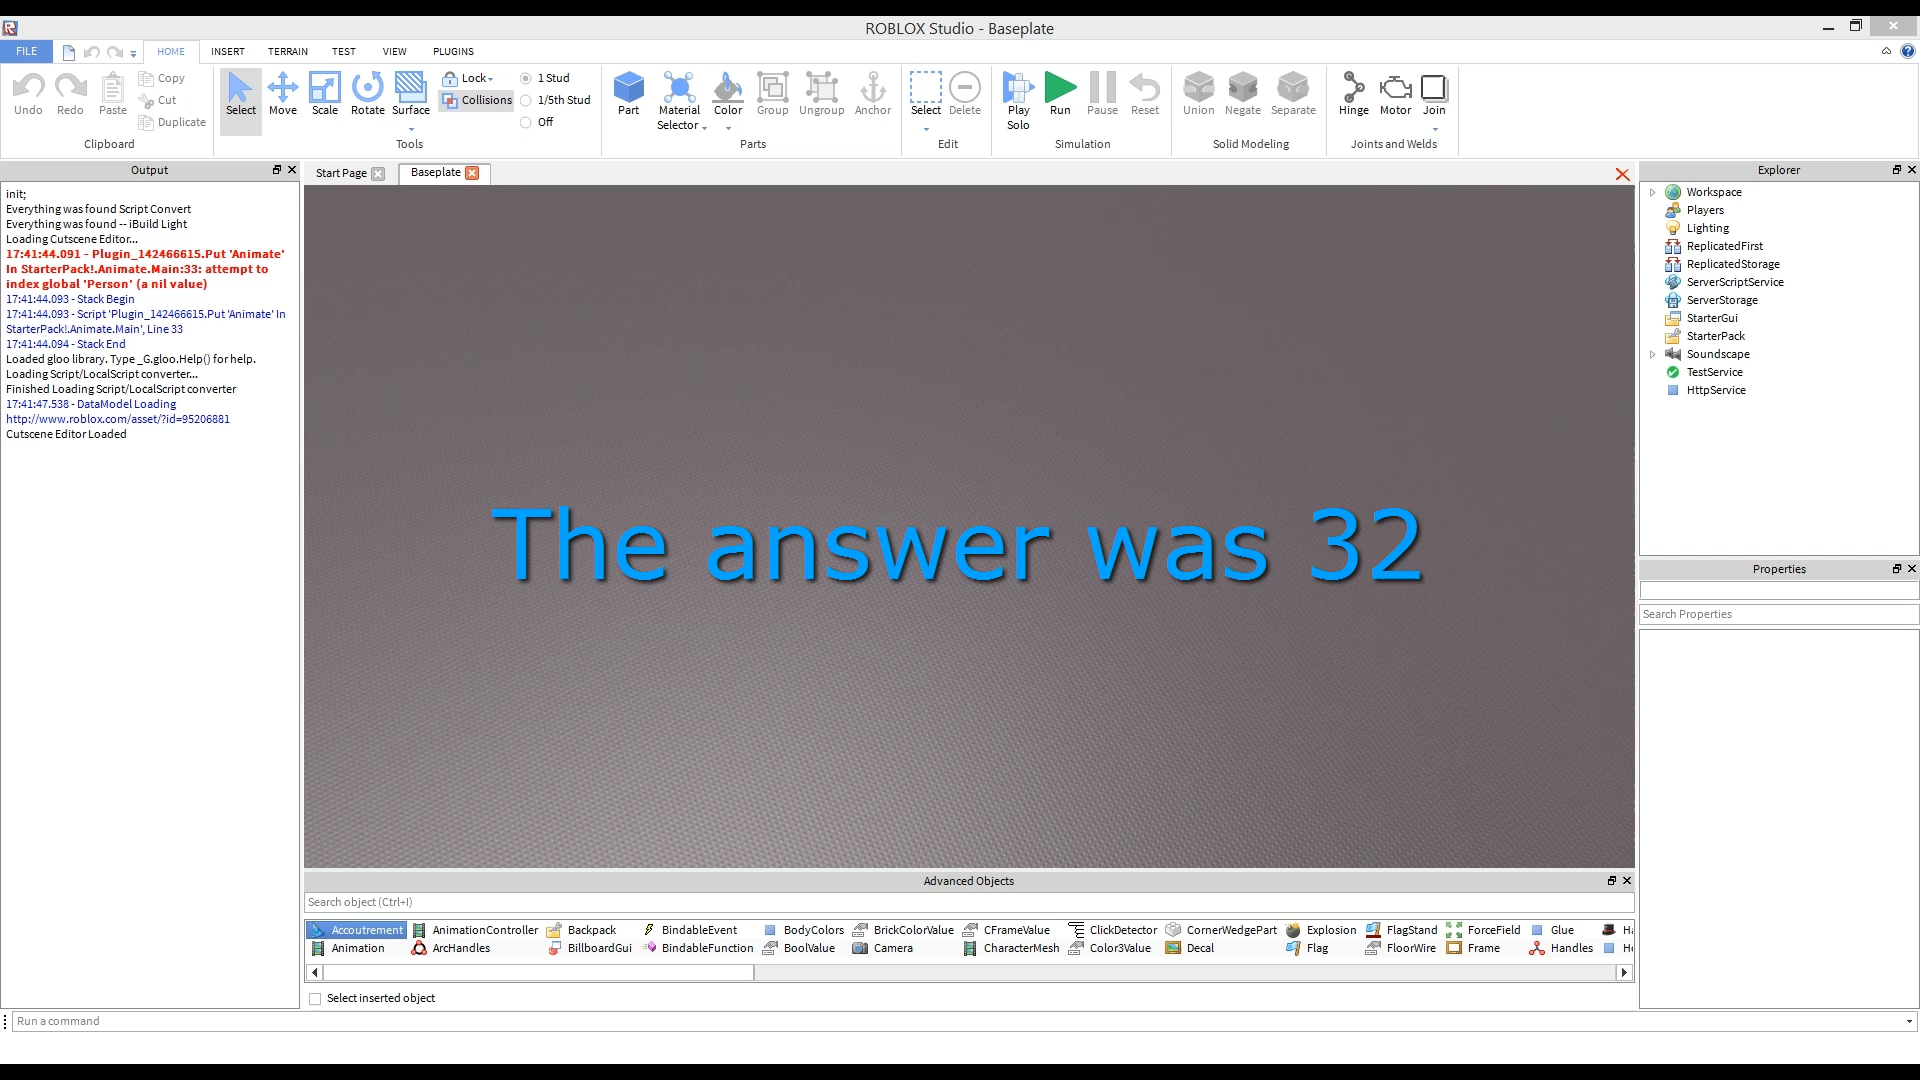 ROBLOX Studio - Baseplate
FILE HOME INSERT TERRAIN TEST VIEW PLUGINS
Undo Redo Paste Copy Cut Duplicate
Clipboard
Select Move Scale Rotate Surface Lock Collisions 1 Stud 1/5th Stud Off
Tools
Part Material Selector Color Group Ungroup Anchor
Parts
Select Delete
Edit
Play Solo Run Pause Reset
Simulation
Union Negate Separate
Solid Modeling
Hinge Motor Join
Joints and Welds
Output
init;
Everything was found Script Convert
Everything was found -- iBuild Light
Loading Cutscene Editor...
17:41:44.091 - Plugin_142466615.Put 'Animate'
In StarterPack!.Animate.Main:33: attempt to
index global 'Person' (a nil value)
17:41:44.093 - Stack Begin
17:41:44.093 - Script 'Plugin_142466615.Put 'Animate' In
StarterPack!.Animate.Main', Line 33
17:41:44.094 - Stack End
Loaded gloo library. Type _G.gloo.Help() for help.
Loading Script/LocalScript converter...
Finished Loading Script/LocalScript converter
17:41:47.538 - DataModel Loading
http://www.roblox.com/asset/?id=95206881
Cutscene Editor Loaded
Start Page Baseplate
The answer was 32
Advanced Objects
Search object (Ctrl+I)
Accoutrement AnimationController Backpack BindableEvent BodyColors BrickColorValue CFrameValue ClickDetector CornerWedgePart Explosion FlagStand ForceField Glue
Animation ArcHandles BillboardGui BindableFunction BoolValue Camera CharacterMesh Color3Value Decal Flag FloorWire Frame Handles
Select inserted object
Run a command
Explorer
Workspace
Players
Lighting
ReplicatedFirst
ReplicatedStorage
ServerScriptService
ServerStorage
StarterGui
StarterPack
Soundscape
TestService
HttpService
Properties
Search Properties